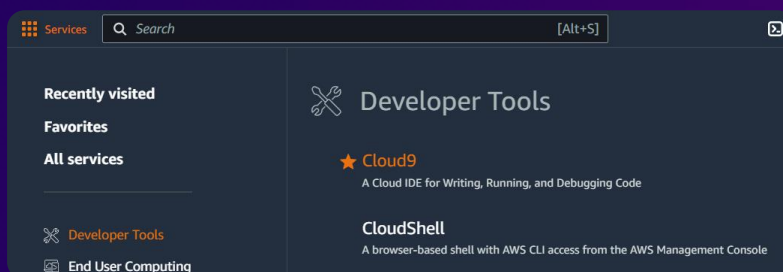 Services
Search [Alt+S]
Recently visited
Favorites
All services
Developer Tools
End User Computing
Developer Tools
Cloud9
A Cloud IDE for Writing, Running, and Debugging Code
CloudShell
A browser-based shell with AWS CLI access from the AWS Management Console